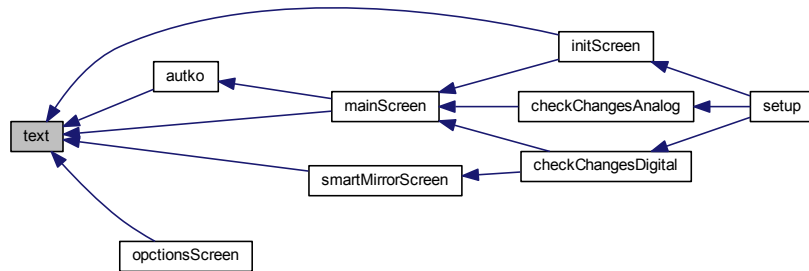 initScreen
autko
mainScreen
checkChangesAnalog
setup
text
checkChangesDigital
smartMirrorScreen
opctionsScreen